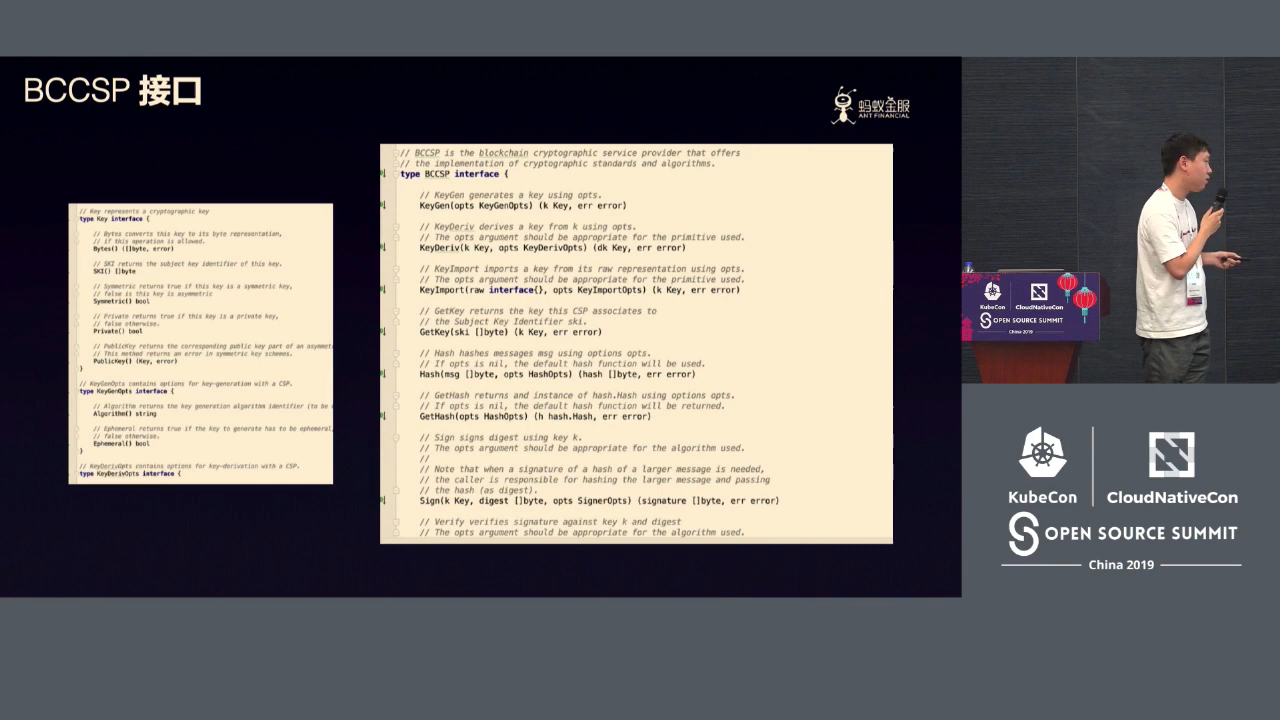 BCCSP 接口
蚂蚁金服
ANT FINANCIAL
// Key represents a cryptographic key
type Key interface {
// Bytes converts this key to its byte representation,
// if this operation is allowed.
Bytes() ([]byte, error)
// SKI returns the subject key identifier of this key.
SKI() []byte
// Symmetric returns true if this key is a symmetric key,
// false is this key is asymmetric
Symmetric() bool
// Private returns true if this key is a private key,
// false otherwise.
Private() bool
// PublicKey returns the corresponding public key part of an asymmet
// This method returns an error in symmetric key schemes.
PublicKey() (Key, error)
}
// KeyGenOpts contains options for key-generation with a CSP.
type KeyGenOpts interface {
// Algorithm returns the key generation algorithm identifier (to be
Algorithm() string
// Ephemeral returns true if the key to generate has to be ephemeral,
// false otherwise.
Ephemeral() bool
}
// KeyDerivOpts contains options for key-derivation with a CSP.
type KeyDerivOpts interface {
// BCCSP is the blockchain cryptographic service provider that offers
// the implementation of cryptographic standards and algorithms.
type BCCSP interface {
// KeyGen generates a key using opts.
KeyGen(opts KeyGenOpts) (k Key, err error)
// KeyDeriv derives a key from k using opts.
// The opts argument should be appropriate for the primitive used.
KeyDeriv(k Key, opts KeyDerivOpts) (dk Key, err error)
// KeyImport imports a key from its raw representation using opts.
// The opts argument should be appropriate for the primitive used.
KeyImport(raw interface{}, opts KeyImportOpts) (k Key, err error)
// GetKey returns the key this CSP associates to
// the Subject Key Identifier ski.
GetKey(ski []byte) (k Key, err error)
// Hash hashes messages msg using options opts.
// If opts is nil, the default hash function will be used.
Hash(msg []byte, opts HashOpts) (hash []byte, err error)
// GetHash returns and instance of hash.Hash using options opts.
// If opts is nil, the default hash function will be returned.
GetHash(opts HashOpts) (h hash.Hash, err error)
// Sign signs digest using key k.
// The opts argument should be appropriate for the algorithm used.
//
// Note that when a signature of a hash of a larger message is needed,
// the caller is responsible for hashing the larger message and passing
// the hash (as digest).
Sign(k Key, digest []byte, opts SignerOpts) (signature []byte, err error)
// Verify verifies signature against key k and digest
// The opts argument should be appropriate for the algorithm used.
KubeCon CloudNativeCon
OPEN SOURCE SUMMIT
China 2019
KubeCon CloudNativeCon
OPEN SOURCE SUMMIT
China 2019